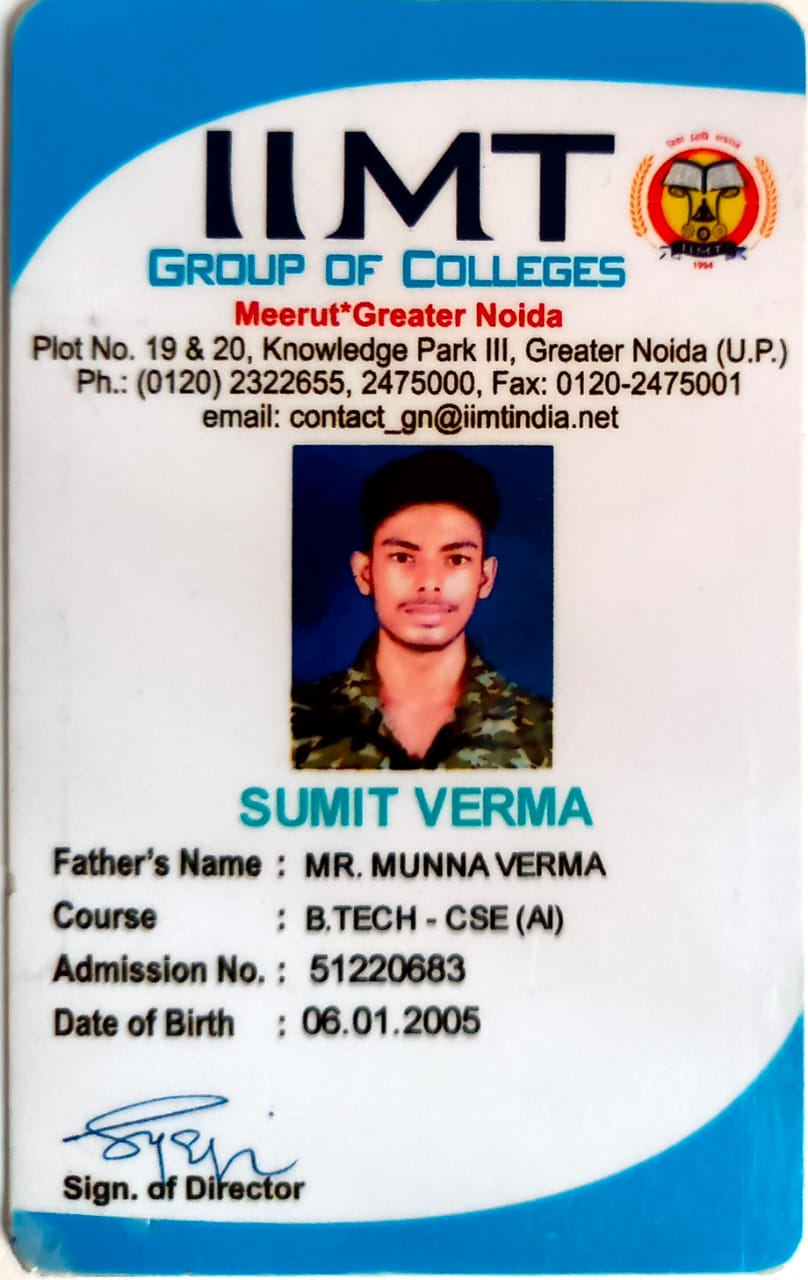 IIMT
GROUP OF COLLEGES
IIMT
1994
Meerut*Greater Noida
Plot No. 19 & 20, Knowledge Park III, Greater Noida (U.P.)
Ph.: (0120) 2322655, 2475000, Fax: 0120-2475001
email: contact_gn@iimtindia.net
SUMIT VERMA
Father's Name : MR. MUNNA VERMA
Course : B.TECH - CSE (AI)
Admission No. : 51220683
Date of Birth : 06.01.2005
Sign. of Director